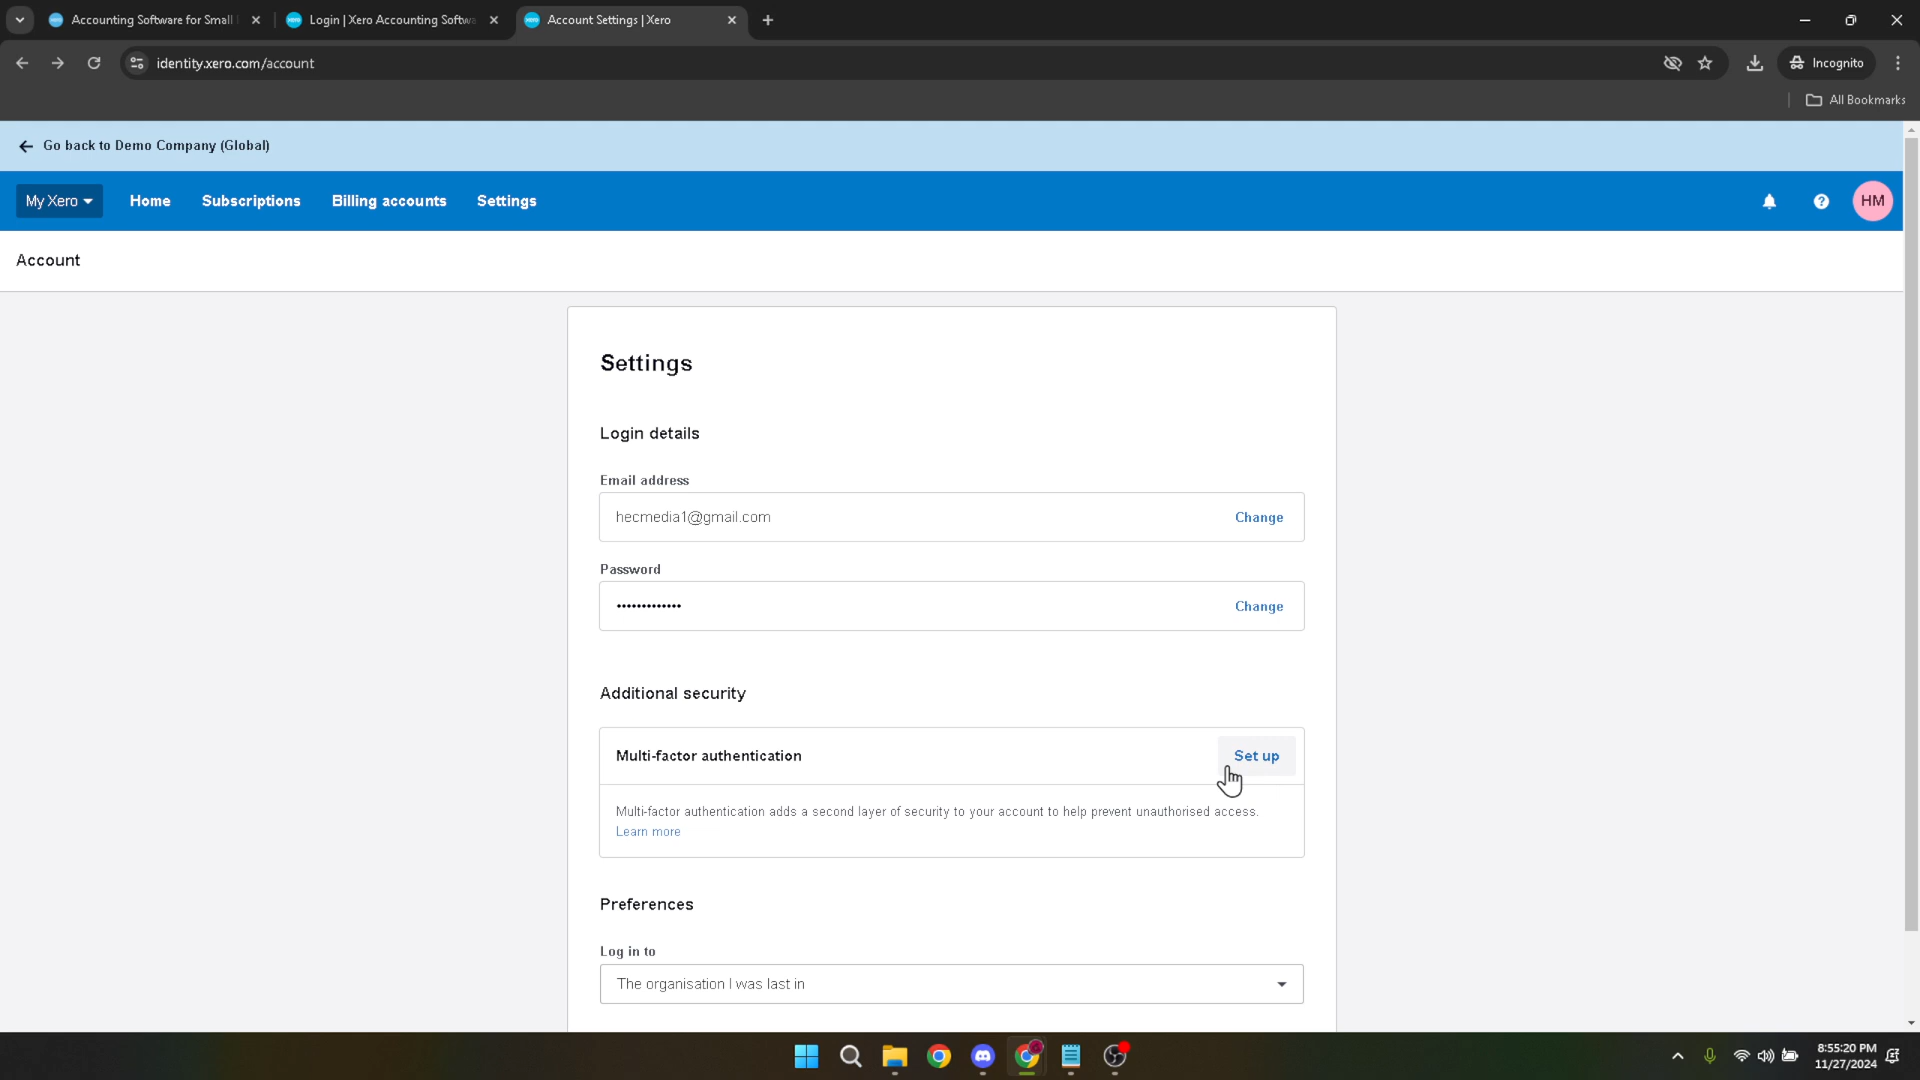 Accounting Software for Small
Login | Xero Accounting Softwa
Account Settings | Xero
identity.xero.com/account
Incognito
All Bookmarks
Go back to Demo Company (Global)
My Xero
Home
Subscriptions
Billing accounts
Settings
?
HM
Account
Settings
Login details
Email address
hecmedia1@gmail.com
Change
Password
•••••••••••••
Change
Additional security
Multi-factor authentication
Set up
Multi-factor authentication adds a second layer of security to your account to help prevent unauthorised access.
Learn more
Preferences
Log in to
The organisation I was last in
8:55:20 PM
11/27/2024